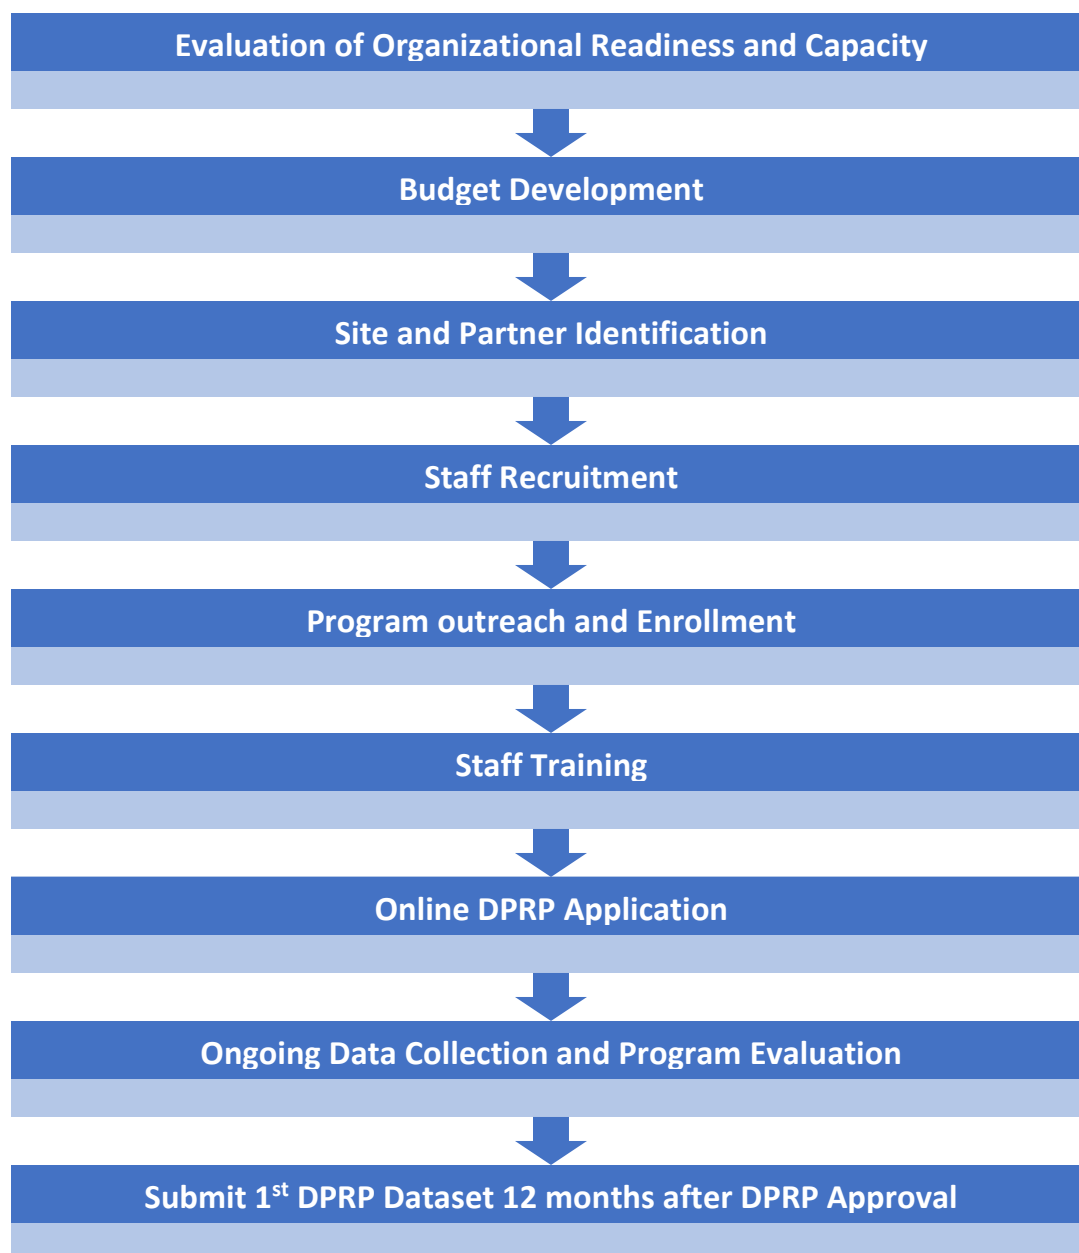 Evaluation of Organizational Readiness and Capacity
Budget Development
Site and Partner Identification
Staff Recruitment
Program outreach and Enrollment
Staff Training
Online DPRP Application
Ongoing Data Collection and Program Evaluation
Submit 1st DPRP Dataset 12 months after DPRP Approval